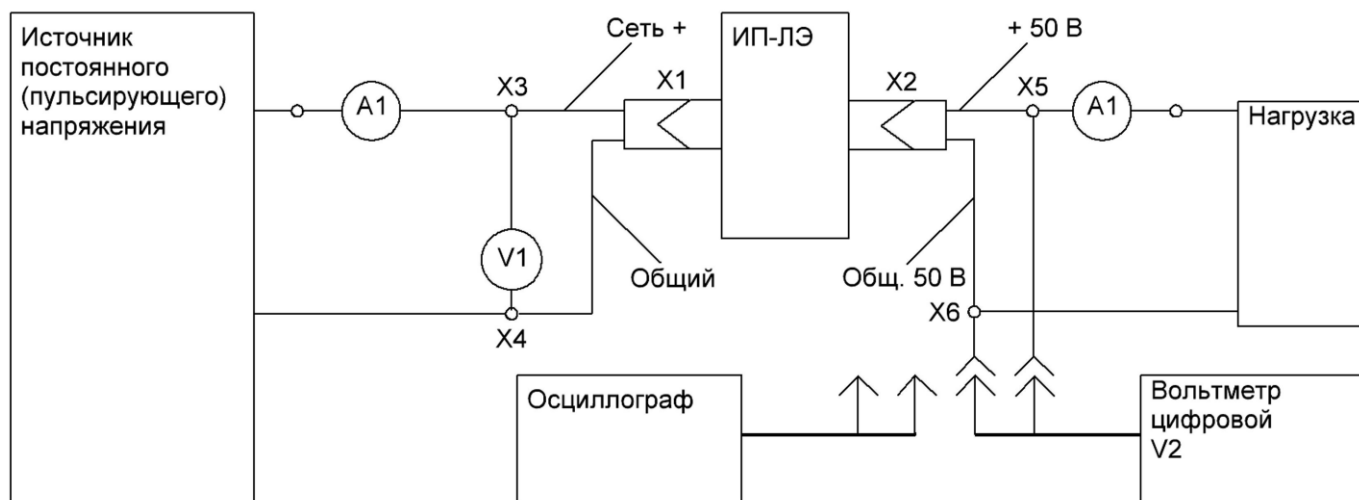 Источник
постоянного
(пульсирующего)
напряжения
A1
X3
Сеть +
X1
ИП-ЛЭ
X2
+ 50 В
X5
A1
Нагрузка
V1
Общий
Общ. 50 В
X4
X6
Осциллограф
Вольтметр
цифровой
V2